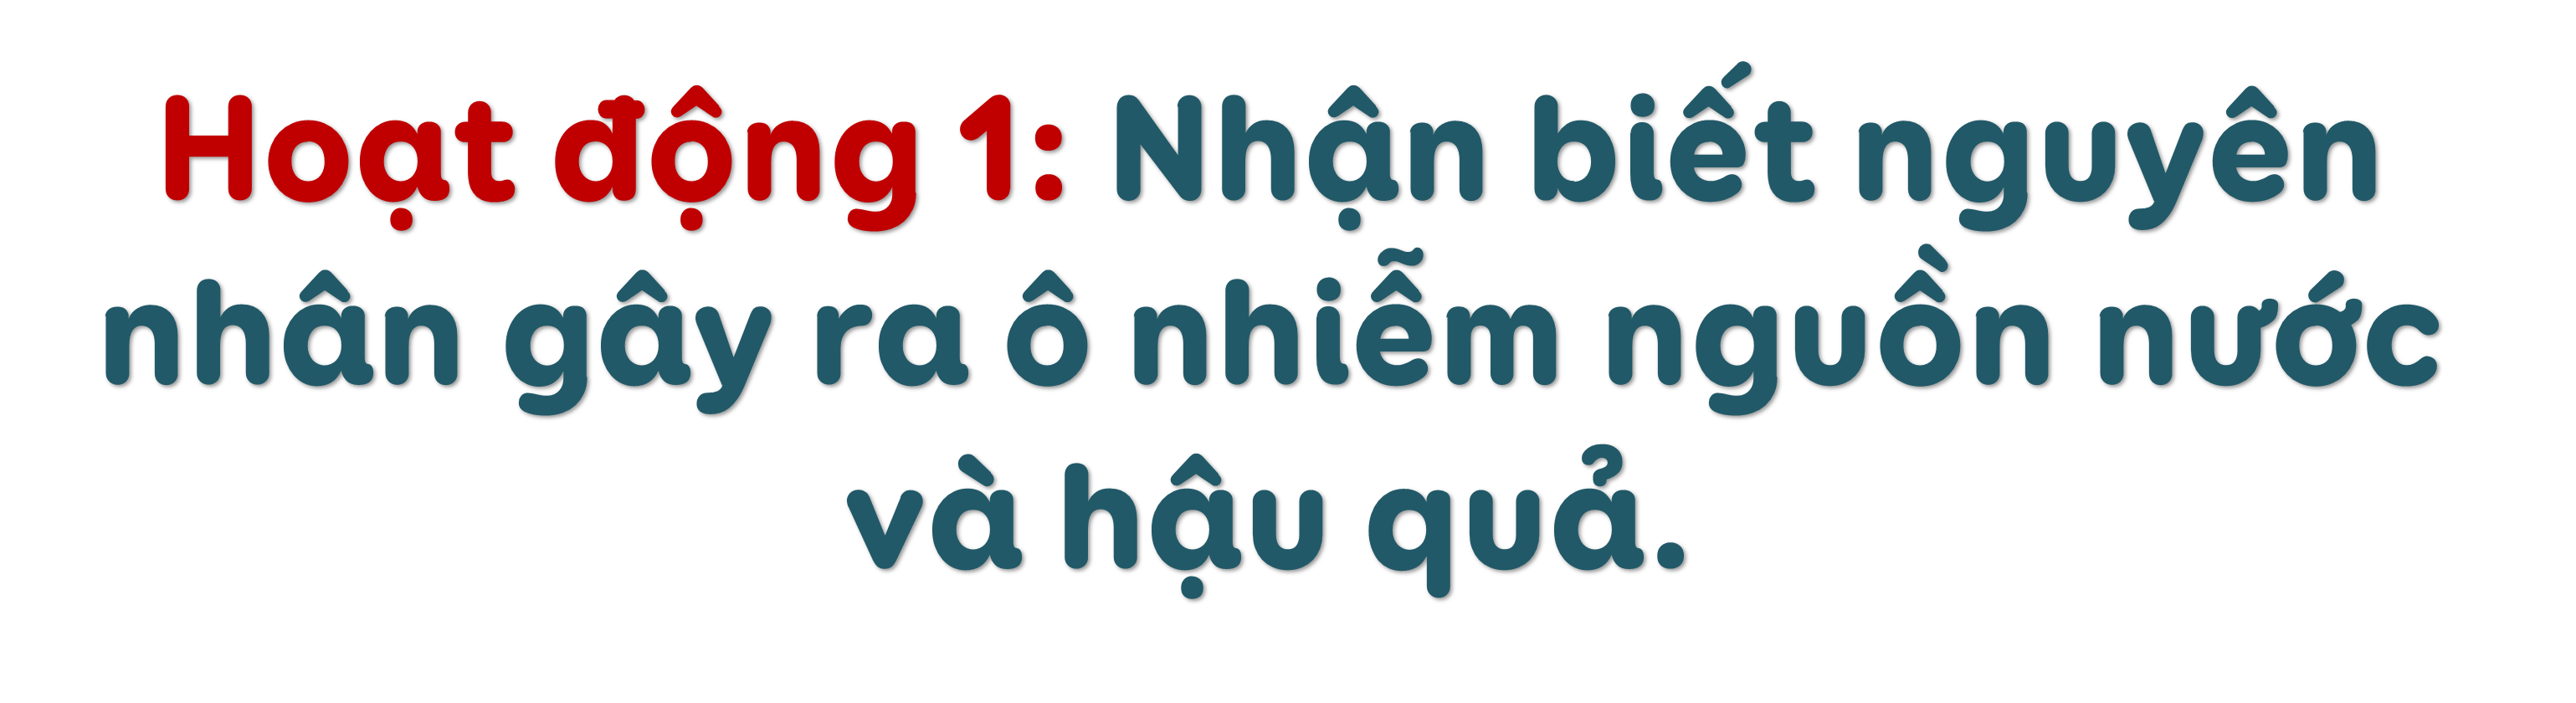 Hoạt động 1: Nhận biết nguyên
nhân gây ra ô nhiễm nguồn nước
và hậu quả.